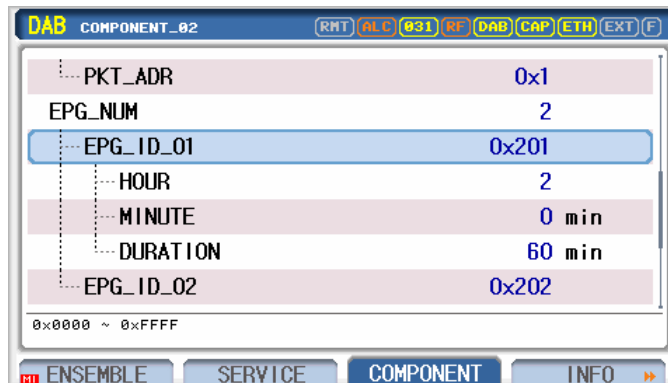 DAB COMPONENT_02 RMT ALC 031 RF DAB CAP ETH EXT F
PKT_ADR 0x1
EPG_NUM 2
EPG_ID_01 0x201
HOUR 2
MINUTE 0 min
DURATION 60 min
EPG_ID_02 0x202
0x0000 ~ 0xFFFF
MI ENSEMBLE SERVICE COMPONENT INFO